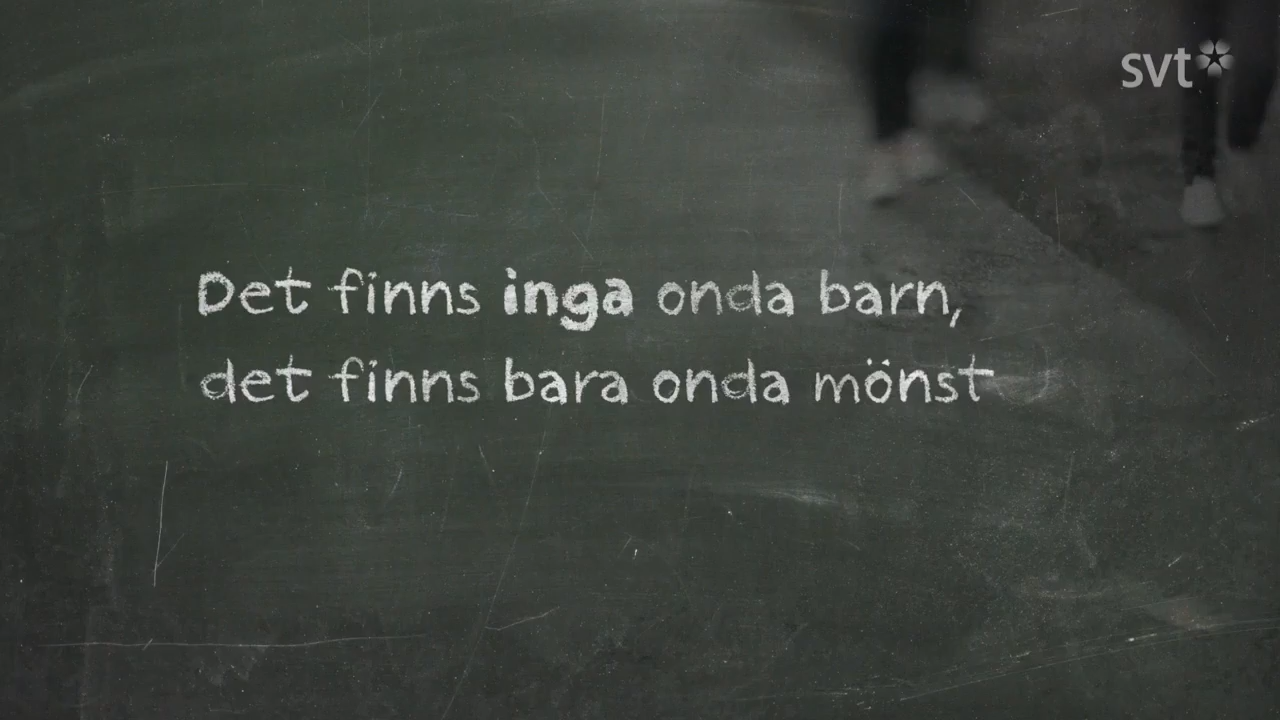 svt
Det finns inga onda barn,
det finns bara onda mönst